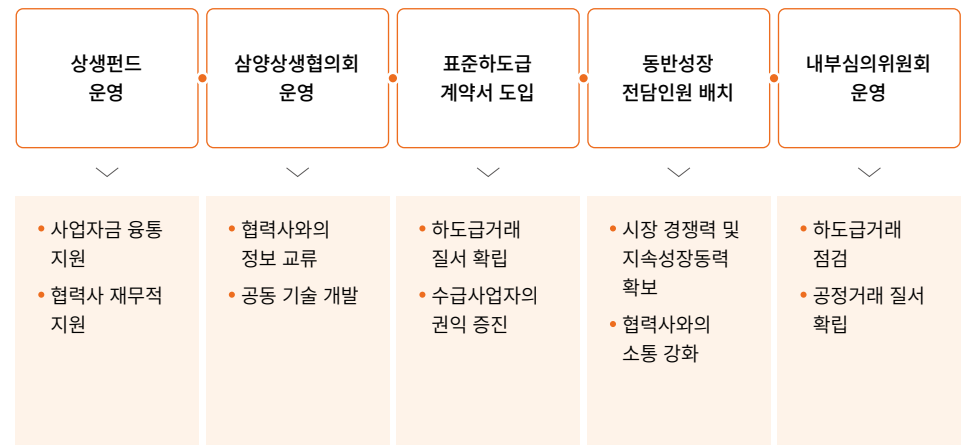 상생펀드
운영
삼양상생협의회
운영
표준하도급
계약서 도입
동반성장
전담인원 배치
내부심의위원회
운영
• 사업자금 융통
지원
• 협력사 재무적
지원
• 협력사와의
정보 교류
• 공동 기술 개발
• 하도급거래
질서 확립
• 수급사업자의
권익 증진
• 시장 경쟁력 및
지속성장동력
확보
• 협력사와의
소통 강화
• 하도급거래
점검
• 공정거래 질서
확립